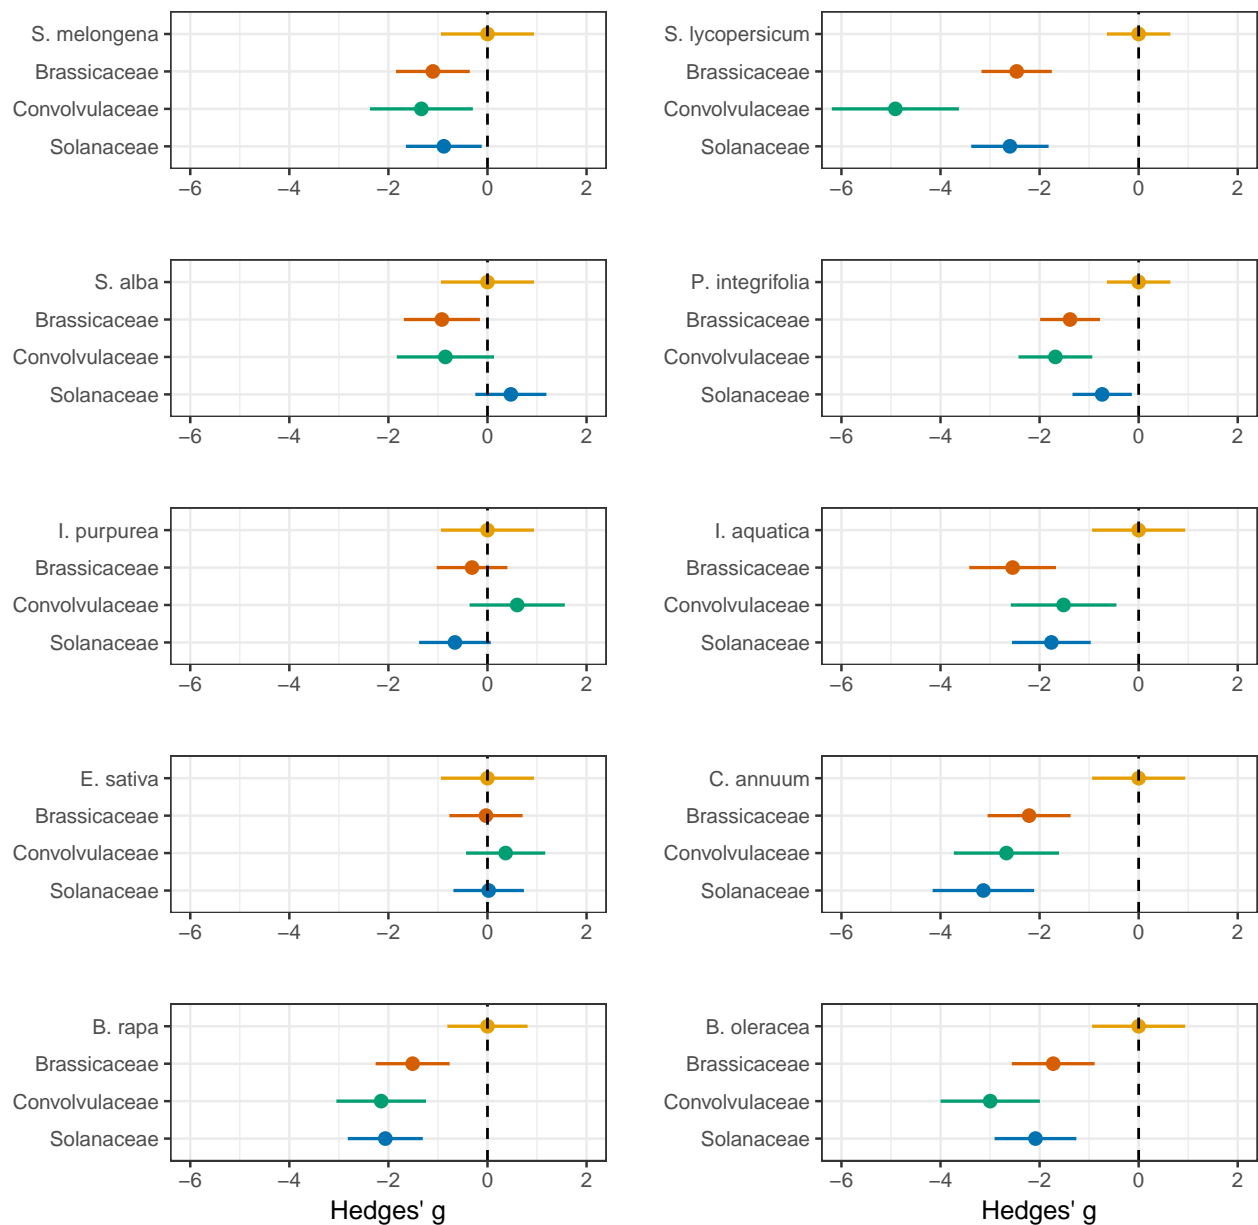 S. melongena
Brassicaceae
Convolvulaceae
Solanaceae
−6 −4 −2 0 2
S. lycopersicum
Brassicaceae
Convolvulaceae
Solanaceae
−6 −4 −2 0 2
S. alba
Brassicaceae
Convolvulaceae
Solanaceae
−6 −4 −2 0 2
P. integrifolia
Brassicaceae
Convolvulaceae
Solanaceae
−6 −4 −2 0 2
I. purpurea
Brassicaceae
Convolvulaceae
Solanaceae
−6 −4 −2 0 2
I. aquatica
Brassicaceae
Convolvulaceae
Solanaceae
−6 −4 −2 0 2
E. sativa
Brassicaceae
Convolvulaceae
Solanaceae
−6 −4 −2 0 2
C. annuum
Brassicaceae
Convolvulaceae
Solanaceae
−6 −4 −2 0 2
B. rapa
Brassicaceae
Convolvulaceae
Solanaceae
−6 −4 −2 0 2
Hedges' g
B. oleracea
Brassicaceae
Convolvulaceae
Solanaceae
−6 −4 −2 0 2
Hedges' g